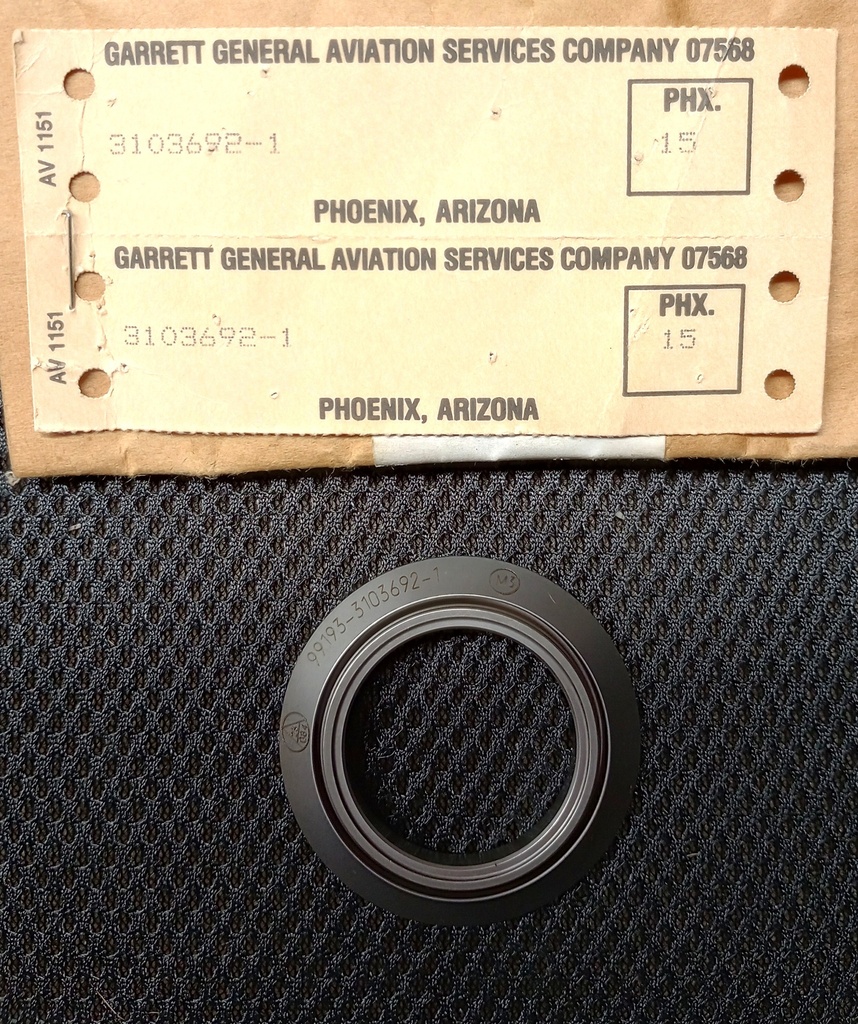 GARRETT GENERAL AVIATION SERVICES COMPANY 07568
AV 1151
PHX.
3103692-1
15
PHOENIX, ARIZONA
GARRETT GENERAL AVIATION SERVICES COMPANY 07568
AV 1151
PHX.
3103692-1
15
PHOENIX, ARIZONA
99193-3103692-1
M3